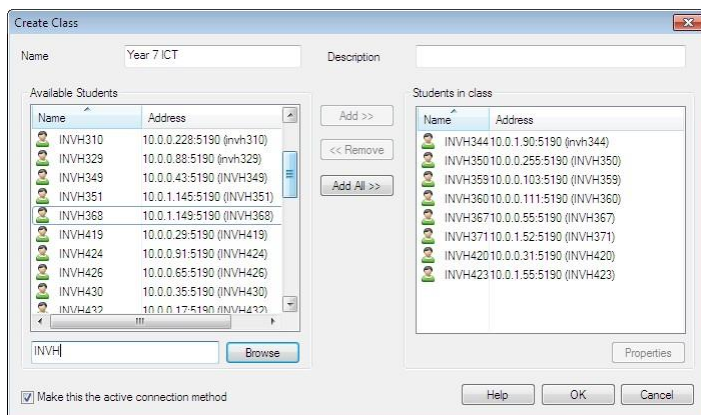 Create Class
Name Year 7 ICT Description
Available Students
Name Address
INVH310 10.0.0.228:5190 (invh310)
INVH329 10.0.0.88:5190 (invh329)
INVH349 10.0.0.43:5190 (INVH349)
INVH351 10.0.1.145:5190 (INVH351)
INVH368 10.0.1.149:5190 (INVH368)
INVH419 10.0.0.29:5190 (INVH419)
INVH424 10.0.0.91:5190 (INVH424)
INVH426 10.0.0.65:5190 (INVH426)
INVH430 10.0.0.35:5190 (INVH430)
INVH432 10.0.0.17:5190 (INVH432)
INVH
Browse
Add >>
<< Remove
Add All >>
Students in class
Name Address
INVH344 10.0.1.90:5190 (invh344)
INVH350 10.0.0.255:5190 (INVH350)
INVH359 10.0.0.103:5190 (INVH359)
INVH360 10.0.0.111:5190 (INVH360)
INVH367 10.0.0.55:5190 (INVH367)
INVH371 10.0.1.52:5190 (INVH371)
INVH420 10.0.0.31:5190 (INVH420)
INVH423 10.0.1.55:5190 (INVH423)
Properties
Make this the active connection method
Help OK Cancel